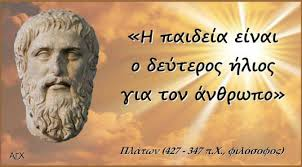 «Η παιδεία είναι
ο δεύτερος ήλιος
για τον άνθρωπο»
Πλάτων (427 - 347 π.Χ., φιλόσοφος)